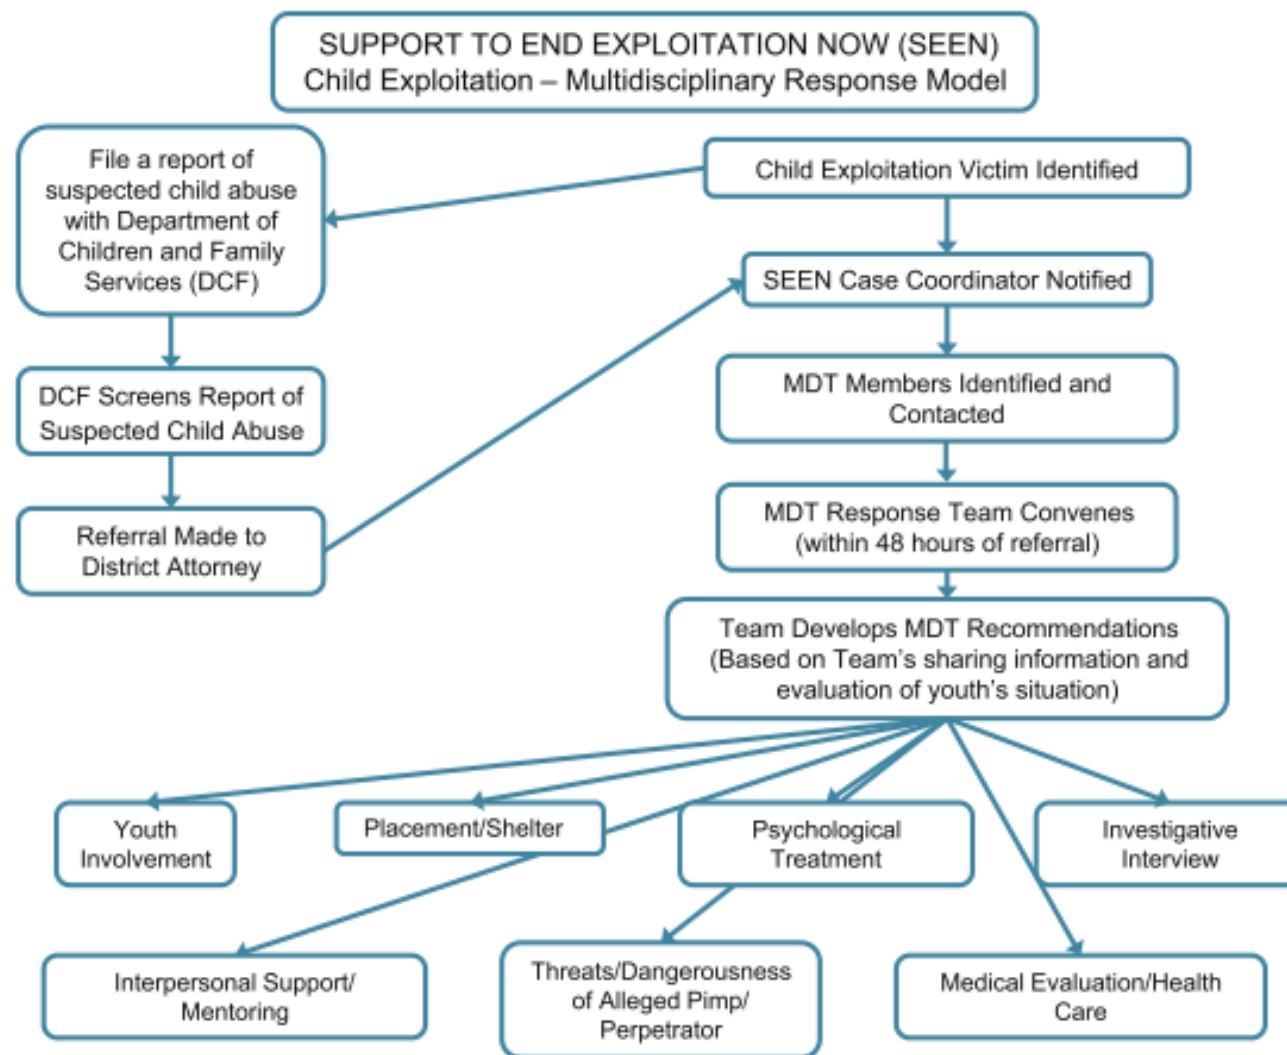 SUPPORT TO END EXPLOITATION NOW (SEEN)
Child Exploitation – Multidisciplinary Response Model
File a report of
suspected child abuse
with Department of
Children and Family
Services (DCF)
Child Exploitation Victim Identified
SEEN Case Coordinator Notified
DCF Screens Report of
Suspected Child Abuse
MDT Members Identified and
Contacted
Referral Made to
District Attorney
MDT Response Team Convenes
(within 48 hours of referral)
Team Develops MDT Recommendations
(Based on Team's sharing information and
evaluation of youth's situation)
Youth
Involvement
Placement/Shelter
Psychological
Treatment
Investigative
Interview
Interpersonal Support/
Mentoring
Threats/Dangerousness
of Alleged Pimp/
Perpetrator
Medical Evaluation/Health
Care